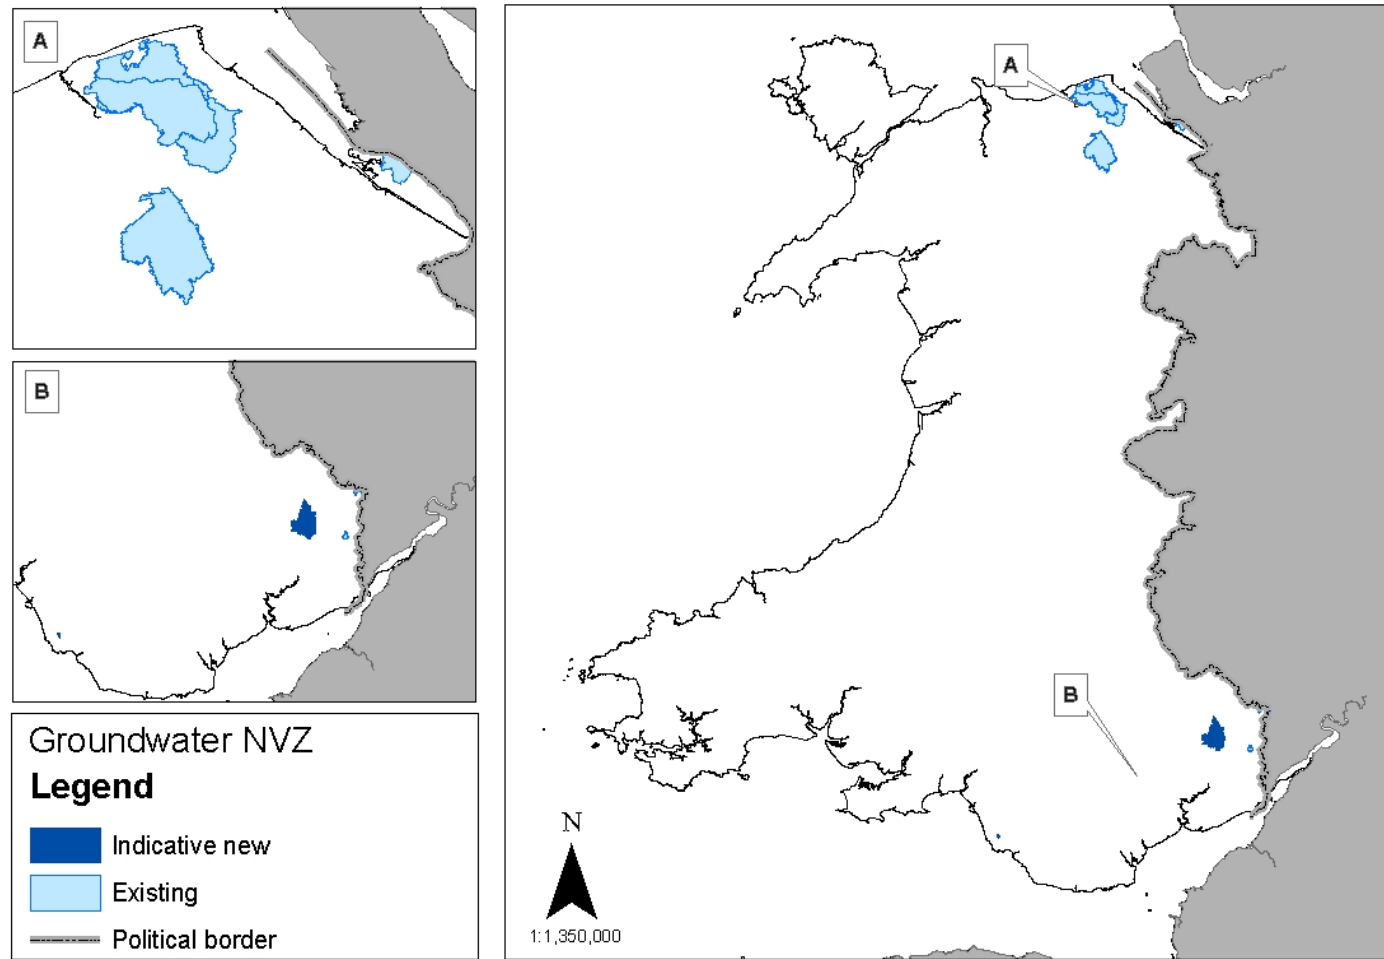 A
B
Groundwater NVZ
Legend
Indicative new
Existing
Political border
A
B
N
1:1,350,000